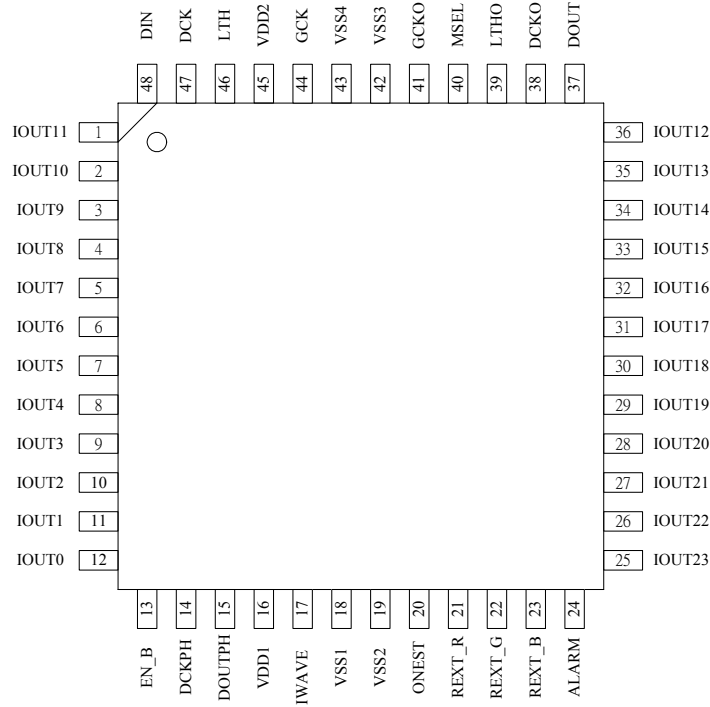 DIN DCK LTH VDD2 GCK VSS4 VSS3 GCKO MSEL LTHO DCKO DOUT
48 47 46 45 44 43 42 41 40 39 38 37
IOUT11 1 36 IOUT12
IOUT10 2 35 IOUT13
IOUT9 3 34 IOUT14
IOUT8 4 33 IOUT15
IOUT7 5 32 IOUT16
IOUT6 6 31 IOUT17
IOUT5 7 30 IOUT18
IOUT4 8 29 IOUT19
IOUT3 9 28 IOUT20
IOUT2 10 27 IOUT21
IOUT1 11 26 IOUT22
IOUT0 12 25 IOUT23
13 14 15 16 17 18 19 20 21 22 23 24
EN_B DCKPH DOUTPH VDD1 IWAVE VSS1 VSS2 ONEST REXT_R REXT_G REXT_B ALARM